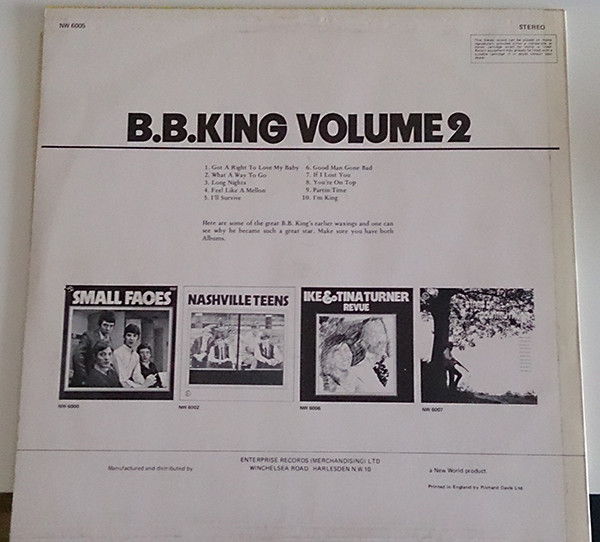 NW 6005
STEREO
B.B.KING VOLUME 2
1. Got A Right To Love My Baby
2. What A Way To Go
3. Long Nights
4. Feel Like A Mellon
5. I'll Survive
6. Good Man Gone Bad
7. If I Lost You
8. You're On Top
9. Partin Time
10. I'm King
Here are some of the great B.B. King's earlier waxings and one can
see why he became such a great star. Make sure you have both
Albums.
SMALL FACES
NASHVILLE TEENS
IKE & TINA TURNER
REVUE
NW 6002
NW 6006
NW 6007
Manufactured and distributed by
ENTERPRISE RECORDS (MERCHANDISING) LTD
WINCHELSEA ROAD HARLESDEN N.W.10
a New World product
Printed in England by Richard Davis Ltd.